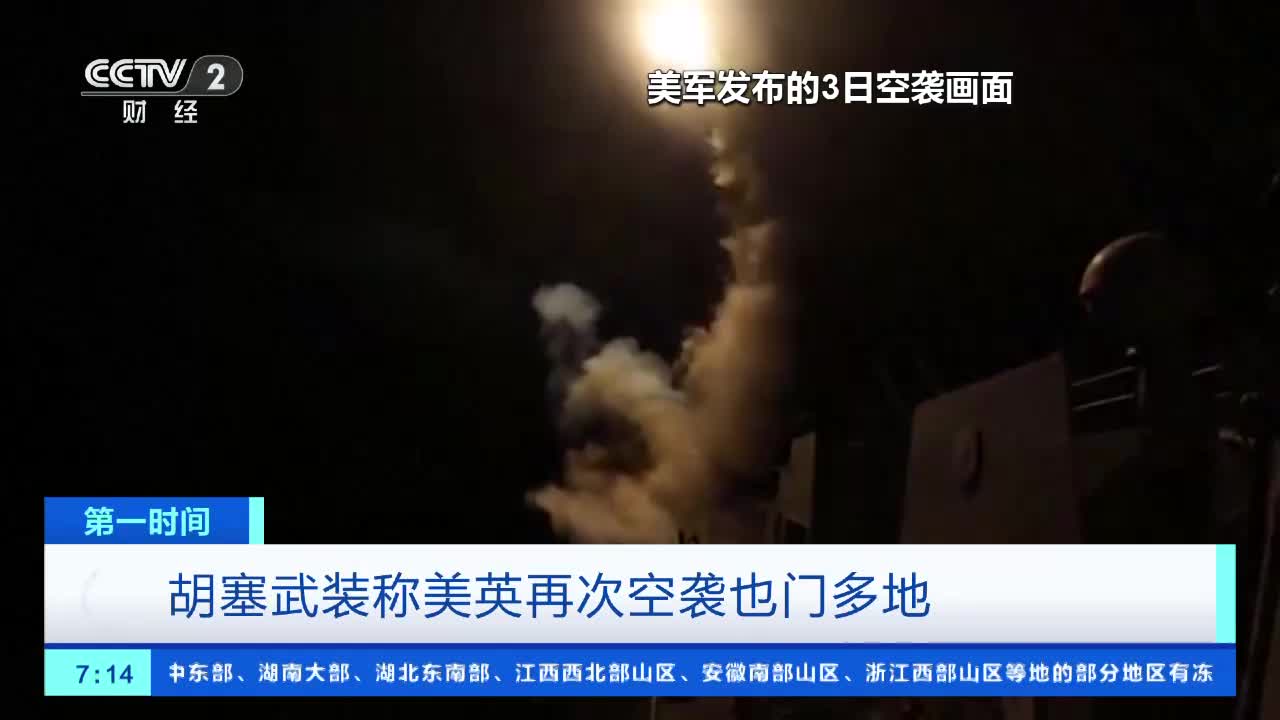 CCTV 2
财 经
美军发布的3日空袭画面
第一时间
胡塞武装称美英再次空袭也门多地
7:14
中东部、湖南大部、湖北东南部、江西西北部山区、安徽南部山区、浙江西部山区等地的部分地区有冻